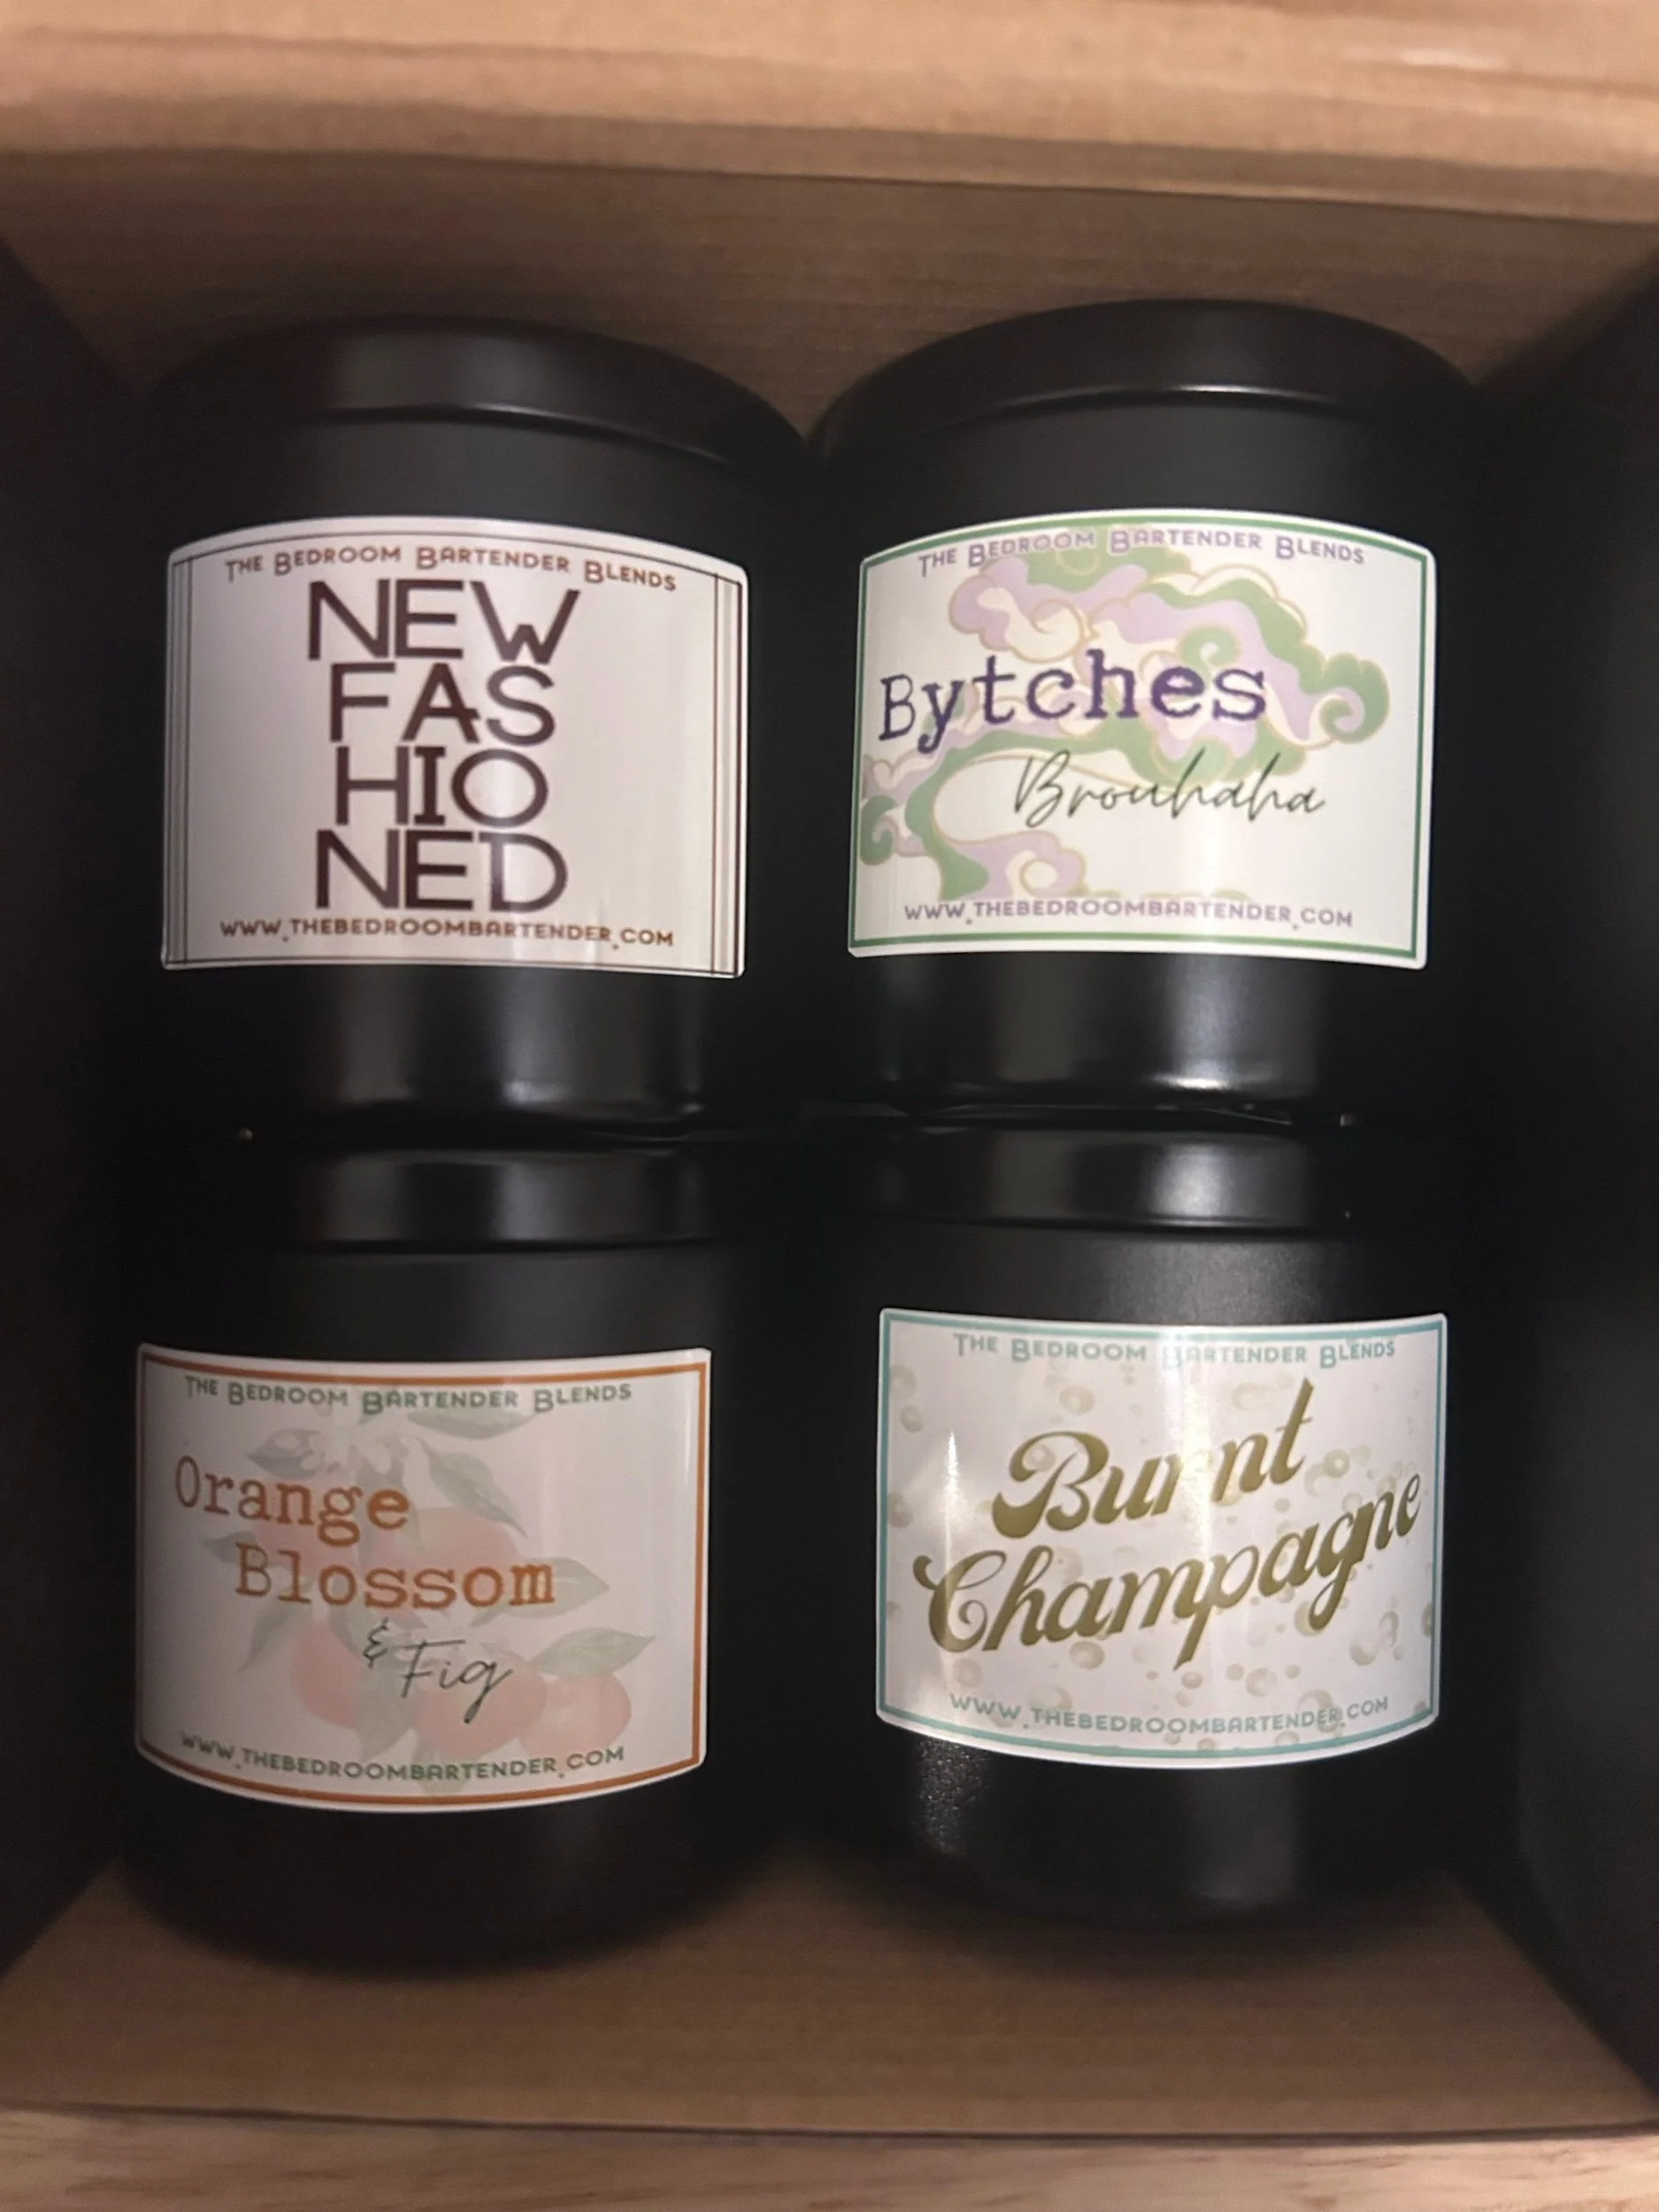 THE BEDROOM BARTENDER BLENDS
NEW
FAS
HIO
NED
WWW.THEBEDROOMBARTENDER.COM
THE BEDROOM BARTENDER BLENDS
Bytches
Brouhaha
WWW.THEBEDROOMBARTENDER.COM
THE BEDROOM BARTENDER BLENDS
Orange
Blossom
& Fig
WWW.THEBEDROOMBARTENDER.COM
THE BEDROOM BARTENDER BLENDS
Burnt
Champagne
WWW.THEBEDROOMBARTENDER.COM